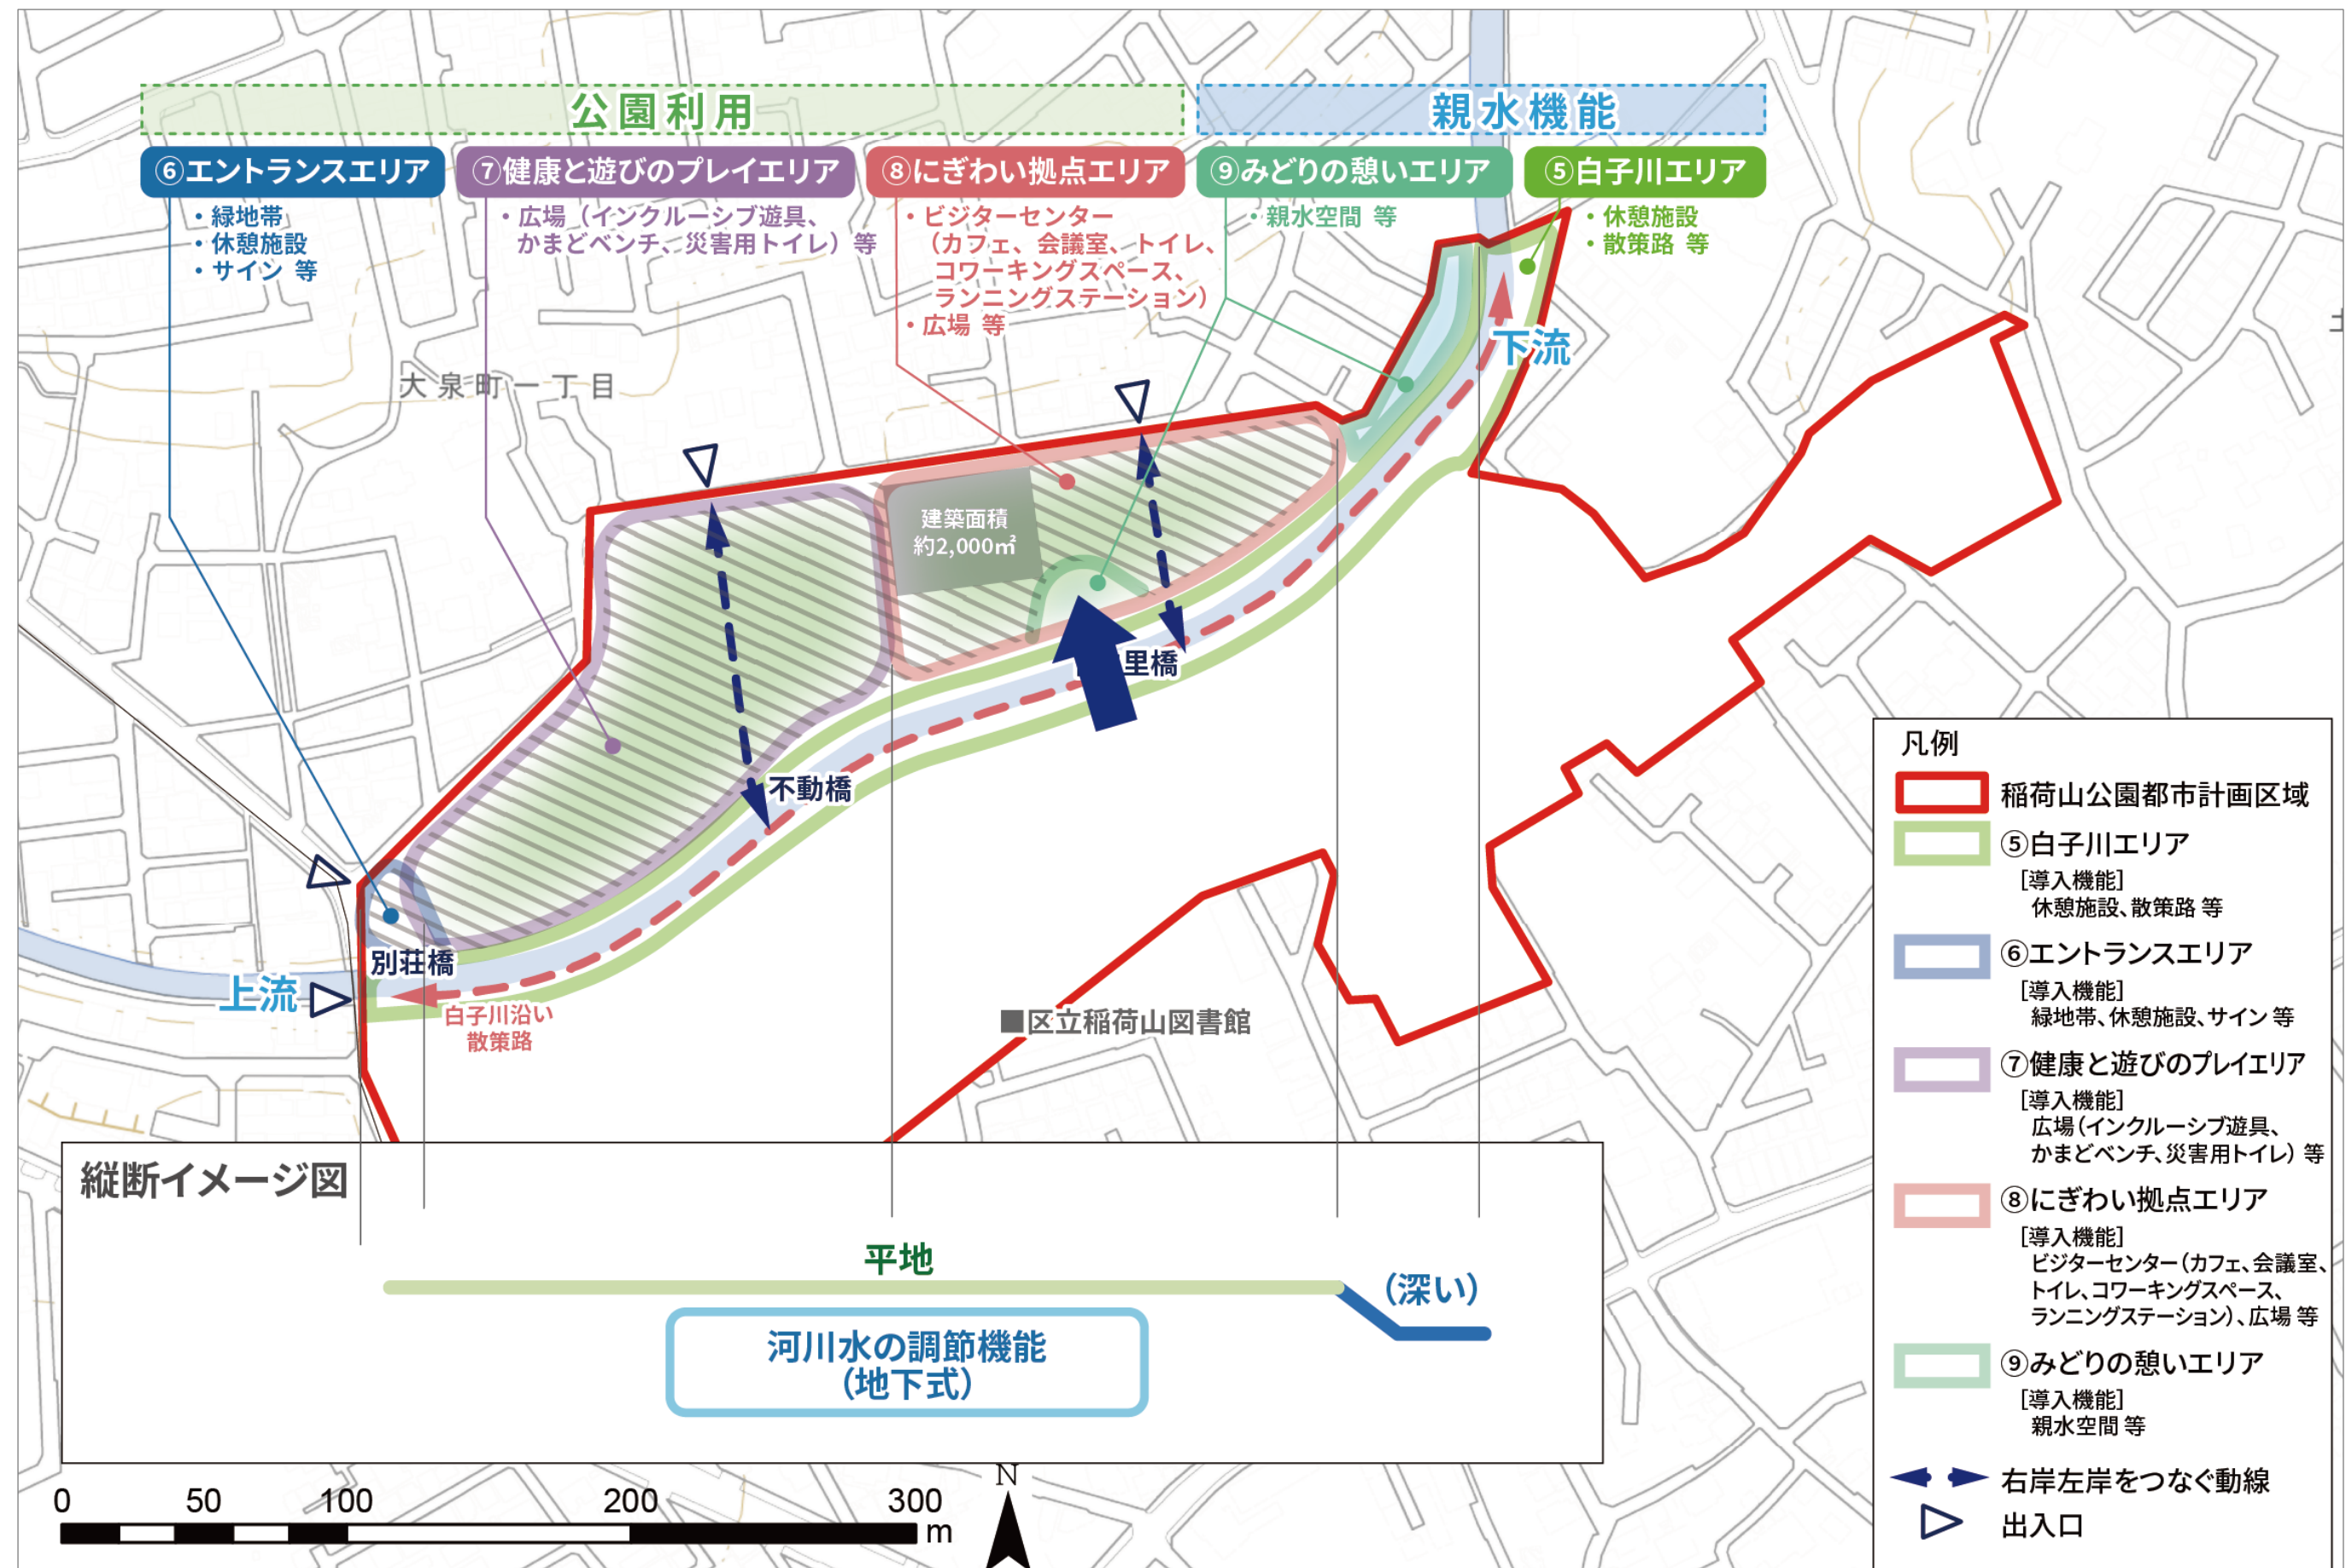 公園利用
親水機能
⑥エントランスエリア
・緑地帯
・休憩施設
・サイン 等
⑦健康と遊びのプレイエリア
・広場（インクルーシブ遊具、
かまどベンチ、災害用トイレ）等
⑧にぎわい拠点エリア
・ビジターセンター
（カフェ、会議室、トイレ、
コワーキングスペース、
ランニングステーション）
・広場 等
⑨みどりの憩いエリア
・親水空間 等
⑤白子川エリア
・休憩施設
・散策路 等
下流
大泉町一丁目
建築面積
約2,000㎡
里橋
不動橋
別荘橋
上流
白子川沿い
散策路
■区立稲荷山図書館
縦断イメージ図
平地
（深い）
河川水の調節機能
（地下式）
0 50 100 200 300
m
N
凡例
稲荷山公園都市計画区域
⑤白子川エリア
［導入機能］
休憩施設、散策路 等
⑥エントランスエリア
［導入機能］
緑地帯、休憩施設、サイン 等
⑦健康と遊びのプレイエリア
［導入機能］
広場（インクルーシブ遊具、
かまどベンチ、災害用トイレ）等
⑧にぎわい拠点エリア
［導入機能］
ビジターセンター（カフェ、会議室、
トイレ、コワーキングスペース、
ランニングステーション）、広場 等
⑨みどりの憩いエリア
［導入機能］
親水空間 等
右岸左岸をつなぐ動線
出入口